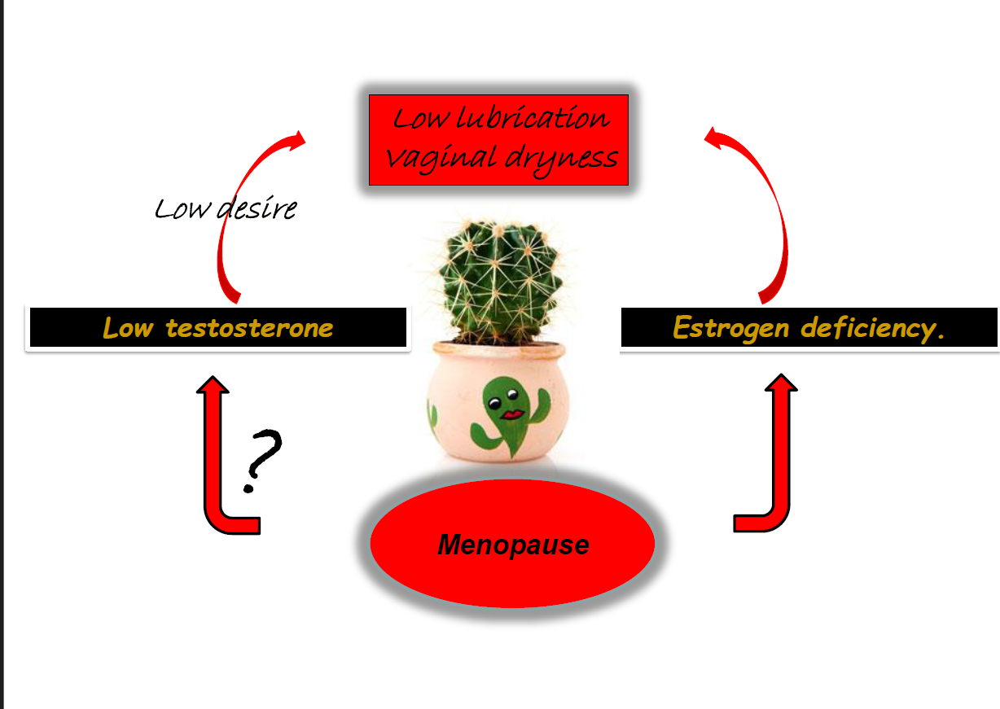 Low lubrication
vaginal dryness
Low desire
Low testosterone
Estrogen deficiency.
?
Menopause